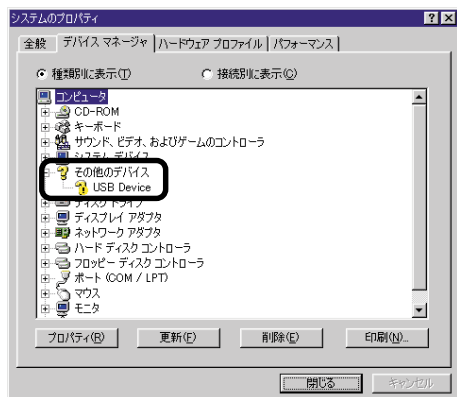 システムのプロパティ
全般 デバイス マネージャ ハードウェア プロファイル パフォーマンス
種類別に表示(T) 接続別に表示(C)
コンピュータ
CD-ROM
キーボード
サウンド、ビデオ、およびゲームのコントローラ
システム デバイス
その他のデバイス
USB Device
ディスク ドライブ
ディスプレイ アダプタ
ネットワーク アダプタ
ハード ディスク コントローラ
フロッピー ディスク コントローラ
ポート (COM / LPT)
マウス
モニタ
プロパティ(R) 更新(F) 削除(E) 印刷(N)...
閉じる キャンセル